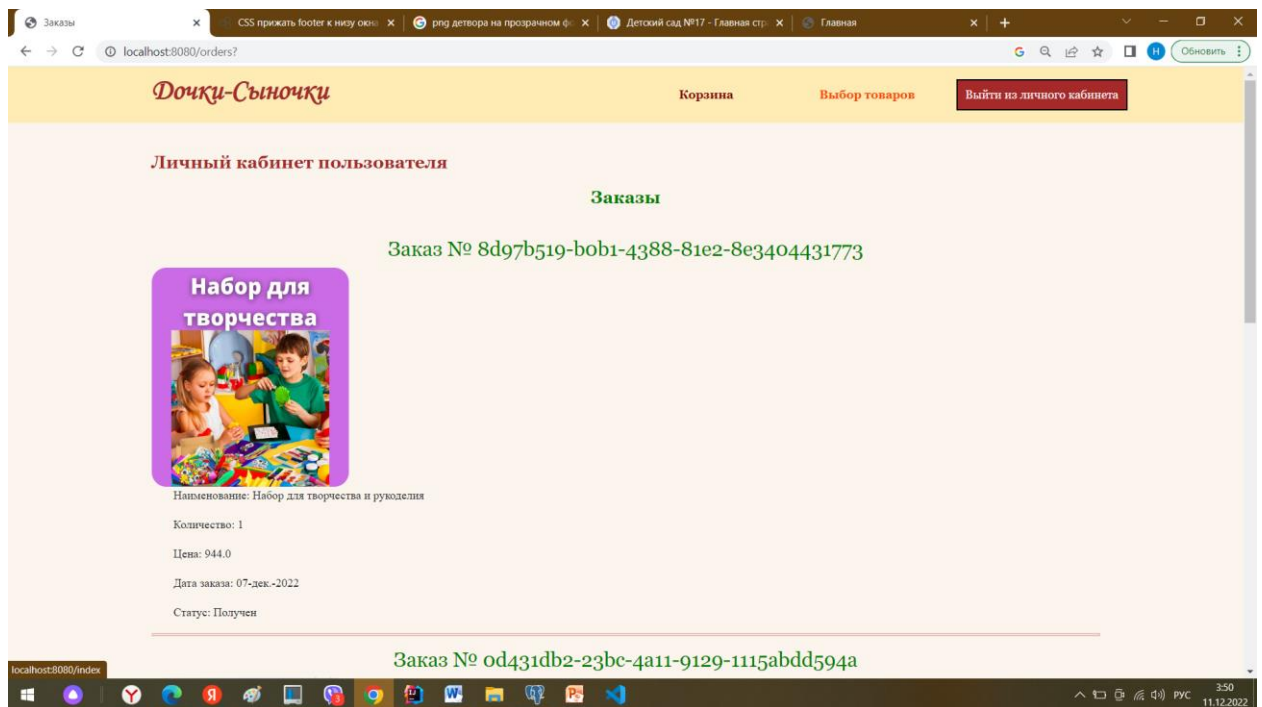 Заказы
CSS прижать footer к низу окна
png детвора на прозрачном фо
Детский сад №17 - Главная стр
Главная
localhost:8080/orders?
Обновить
Дочки-Сыночки
Корзина
Выбор товаров
Выйти из личного кабинета
Личный кабинет пользователя
Заказы
Заказ № 8d97b519-b0b1-4388-81e2-8e3404431773
Набор для
творчества
Наименование: Набор для творчества и рукоделия
Количество: 1
Цена: 944.0
Дата заказа: 07-дек.-2022
Статус: Получен
Заказ № 0d431db2-23bc-4a11-9129-1115abdd594a
localhost:8080/index
РУС
3:50
11.12.2022